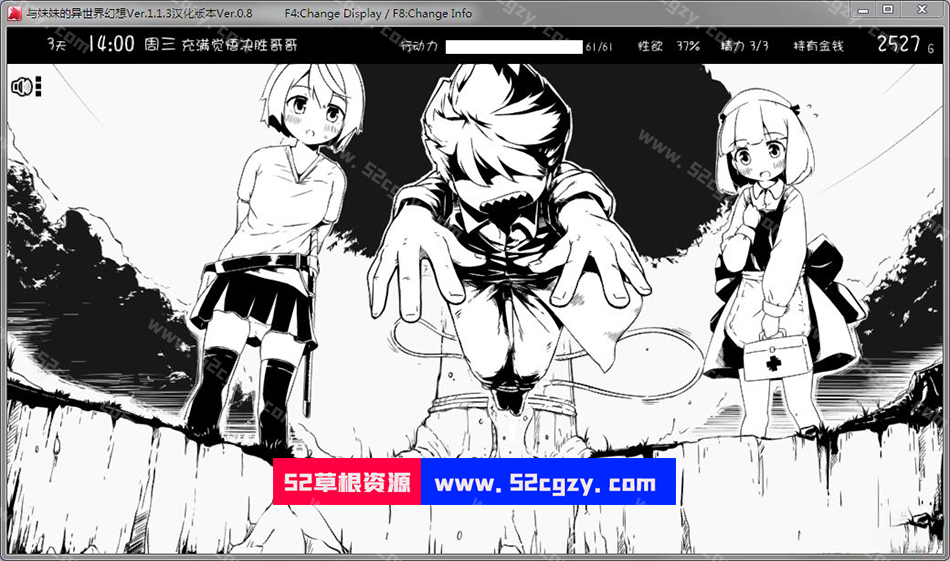 与妹妹的异世界幻想Ver.1.1.3汉化版本Ver.0.8 F4:Change Display / F8:Change Info
3天 14:00 周三 充满觉悟决胜哥哥 行动力 61/61 性欲 37% 精力 3/3 持有金钱 2527 G
52草根资源 www.52cgzy.com